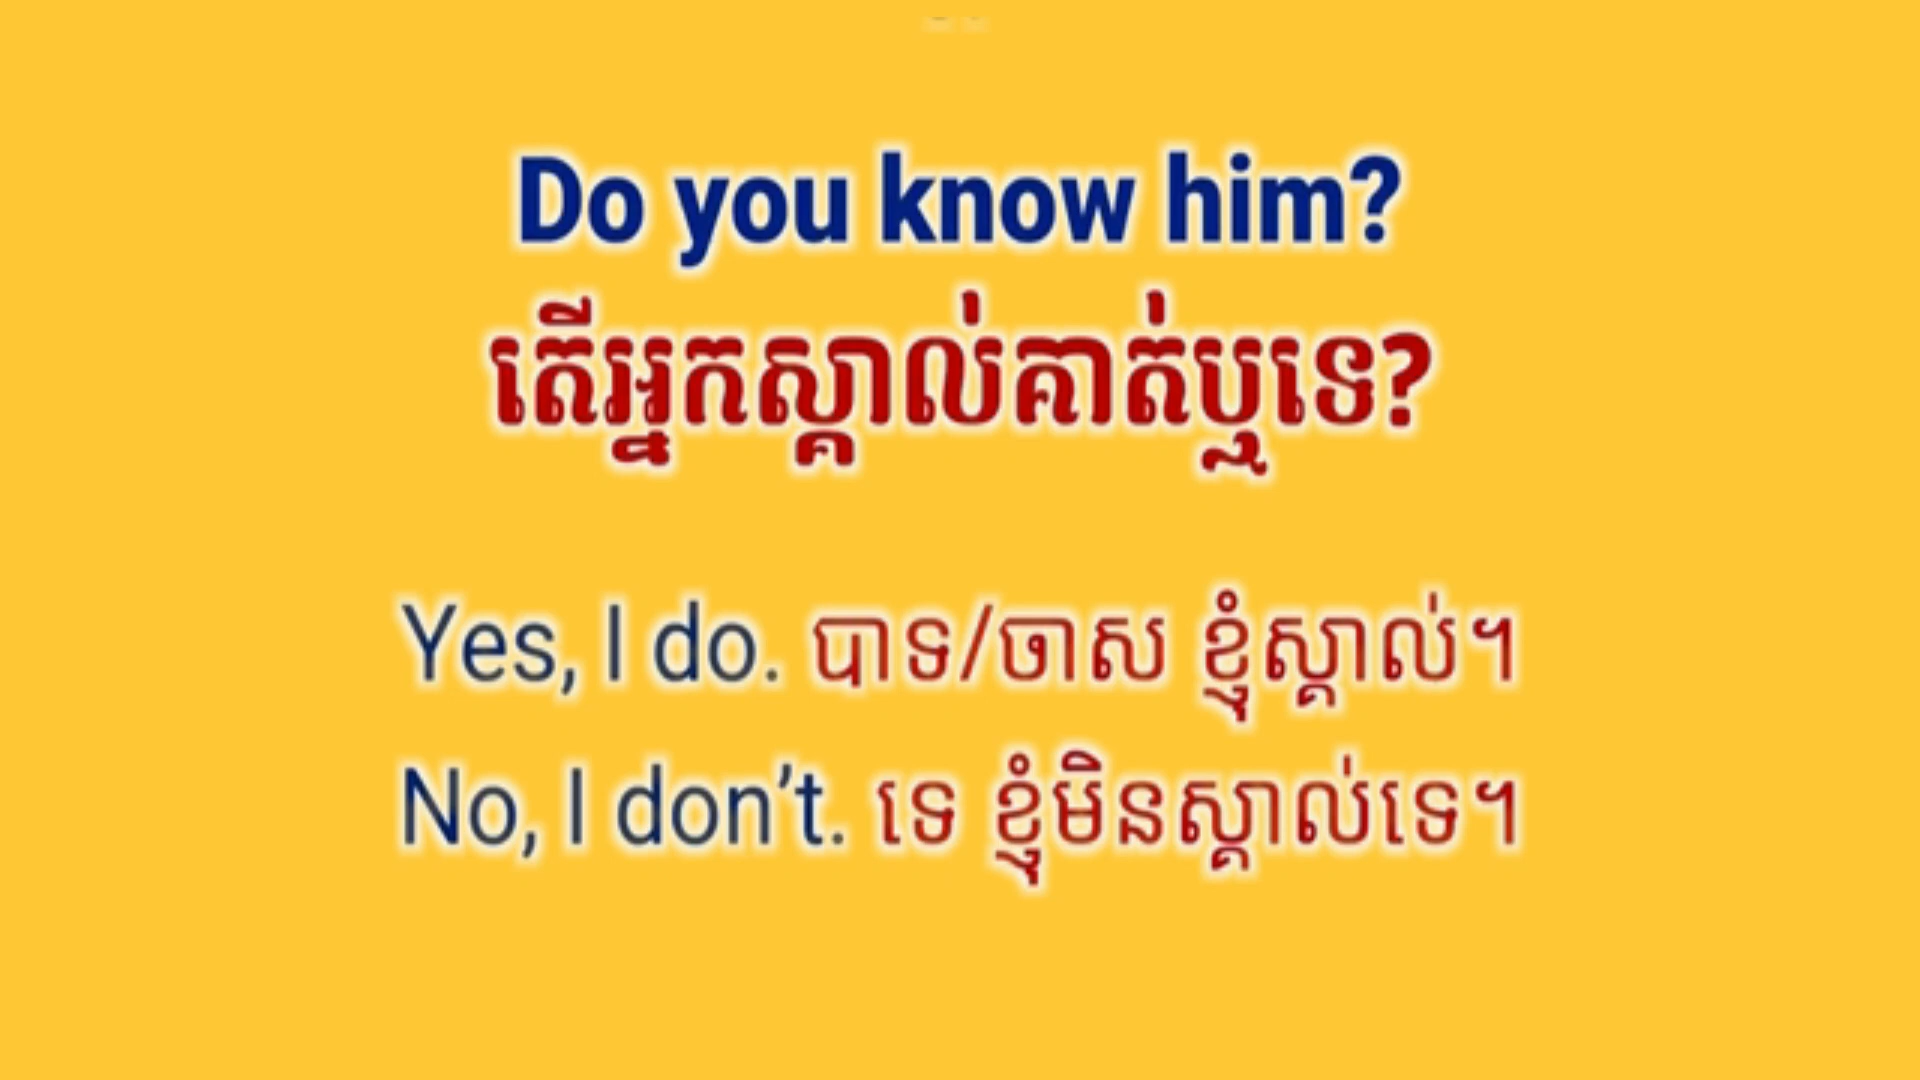 Do you know him?
តើអ្នកស្គាល់គាត់ឬទេ?
Yes, I do. បាទ/ចាស ខ្ញុំស្គាល់។
No, I don’t. ទេ ខ្ញុំមិនស្គាល់ទេ។